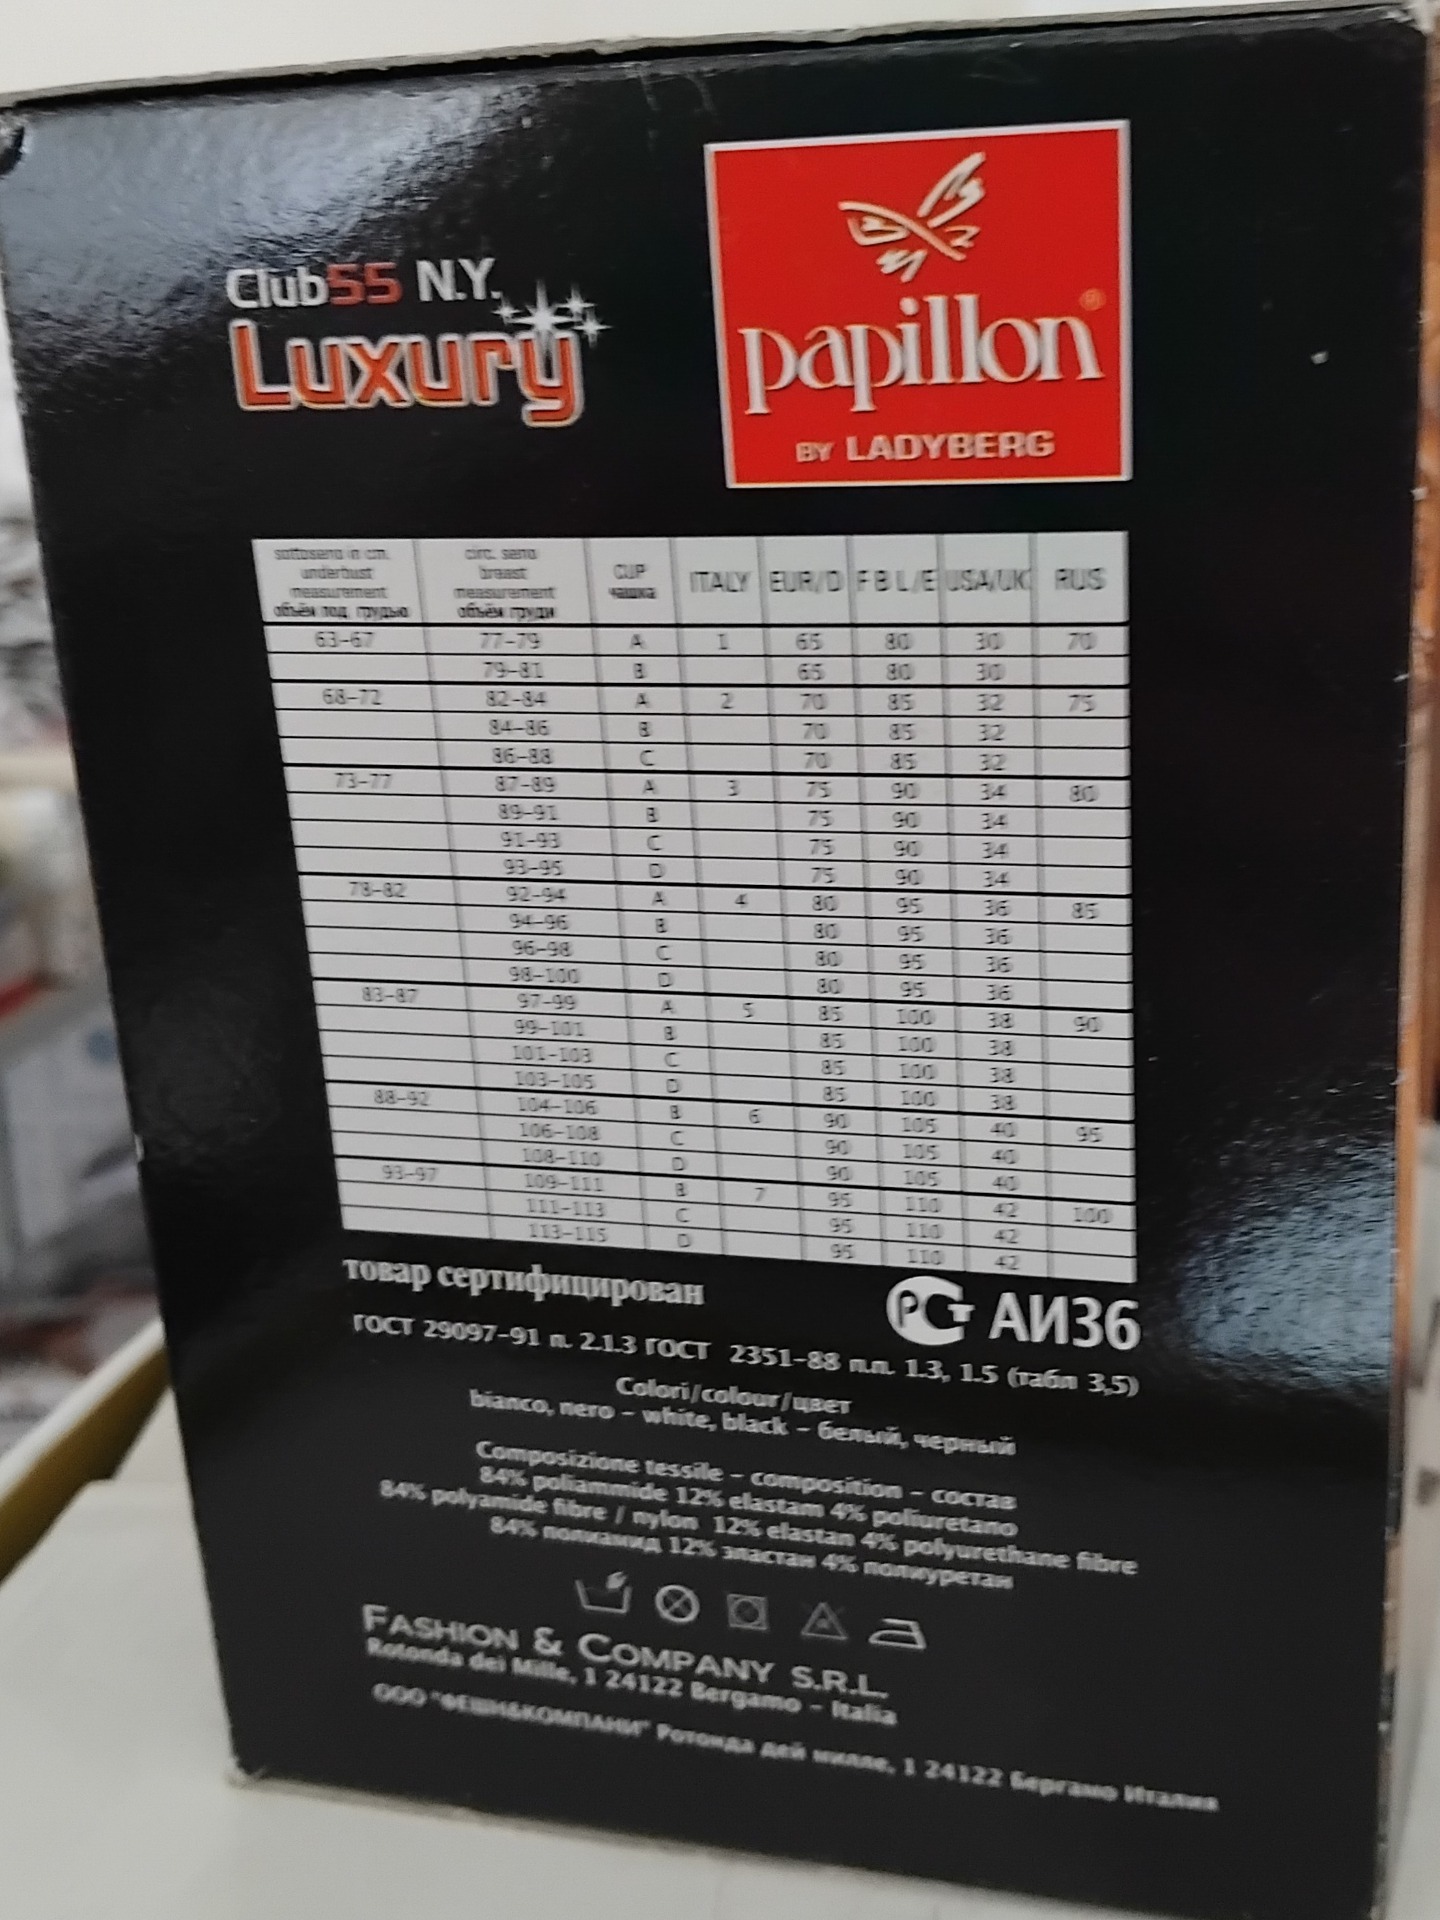 Club55 N.Y.
Luxury
papillon®
BY LADYBERG
sottoseno in cm. underbust measurement объём под грудью circ. seno breast measurement объём груди CUP чашка ITALY EUR/D F B L/E USA/UK RUS
63-67 77-79 A 1 65 80 30 70
79-81 B 65 80 30
68-72 82-84 A 2 70 85 32 75
84-86 B 70 85 32
86-88 C 70 85 32
73-77 87-89 A 3 75 90 34 80
89-91 B 75 90 34
91-93 C 75 90 34
93-95 D 75 90 34
78-82 92-94 A 4 80 95 36 85
94-96 B 80 95 36
96-98 C 80 95 36
98-100 D 80 95 36
83-87 97-99 A 5 85 100 38 90
99-101 B 85 100 38
101-103 C 85 100 38
103-105 D 85 100 38
88-92 104-106 B 6 90 105 40 95
106-108 C 90 105 40
108-110 D 90 105 40
93-97 109-111 B 7 95 110 42 100
111-113 C 95 110 42
113-115 D 95 110 42
товар сертифицирован
РСТ АИ36
ГОСТ 29097-91 п. 2.1.3 ГОСТ 2351-88 п.п. 1.3, 1.5 (табл 3,5)
Colori/colour/цвет
bianco, nero - white, black - белый, черный
Composizione tessile - composition - состав
84% poliammide 12% elastam 4% poliuretano
84% polyamide fibre / nylon 12% elastan 4% polyurethane fibre
84% полиамид 12% эластан 4% полиуретан
FASHION & COMPANY S.R.L.
Rotonda dei Mille, 1 24122 Bergamo - Italia
ООО "ФЕШН&КОМПАНИ" Ротонда дей милле, 1 24122 Бергамо Италия